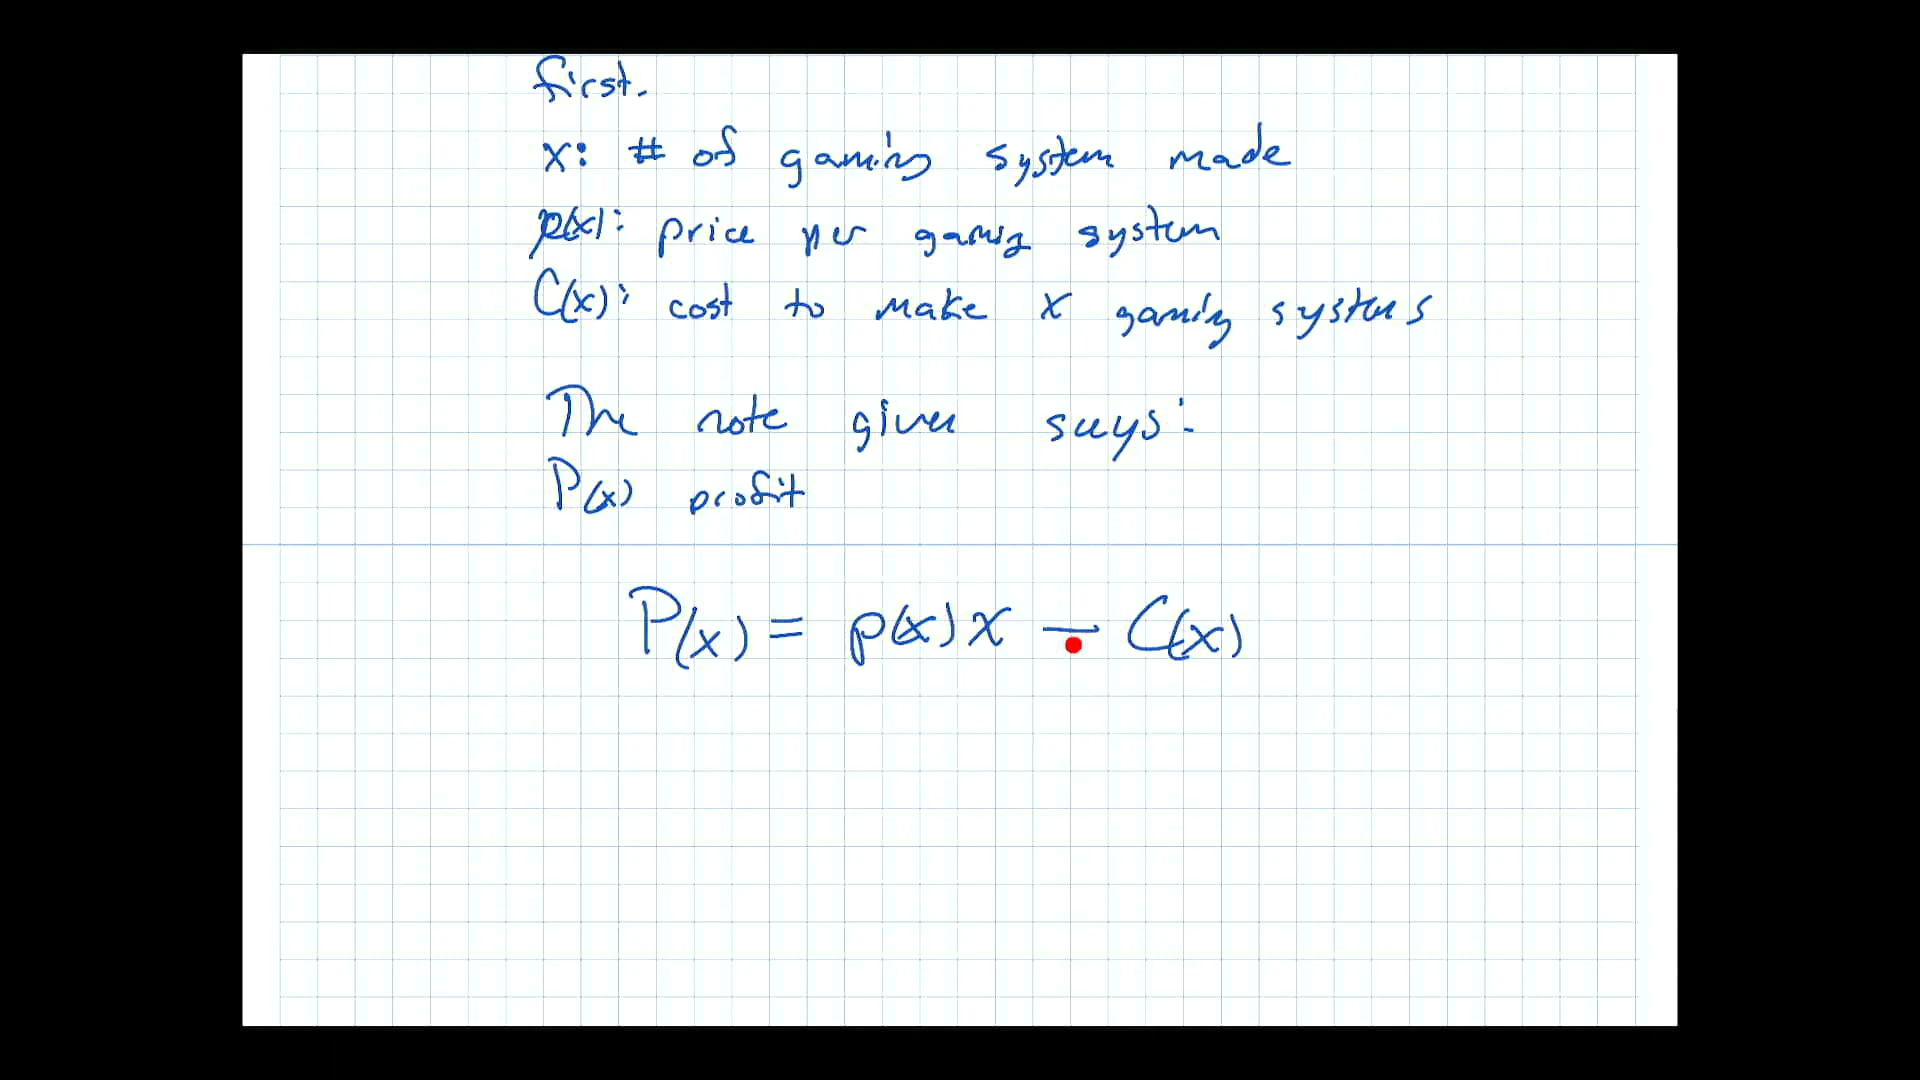 first.
x: # of gaming system made
p(x): price per gaming system
C(x): cost to make x gaming systems
The note given says:
P(x) profit
P(x) = p(x) x - C(x)